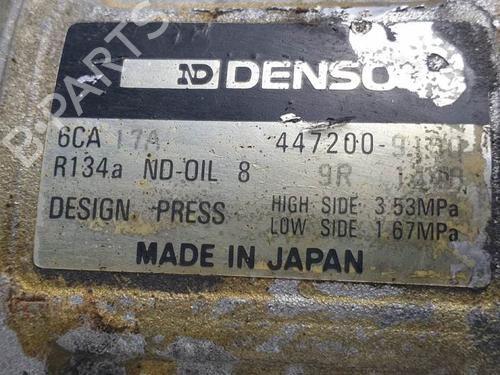 ND DENSO
6CA 17A 447200-
R134a ND-OIL 8 9R
DESIGN PRESS HIGH SIDE 3.53MPa
LOW SIDE 1.67MPa
MADE IN JAPAN
B-PARTS